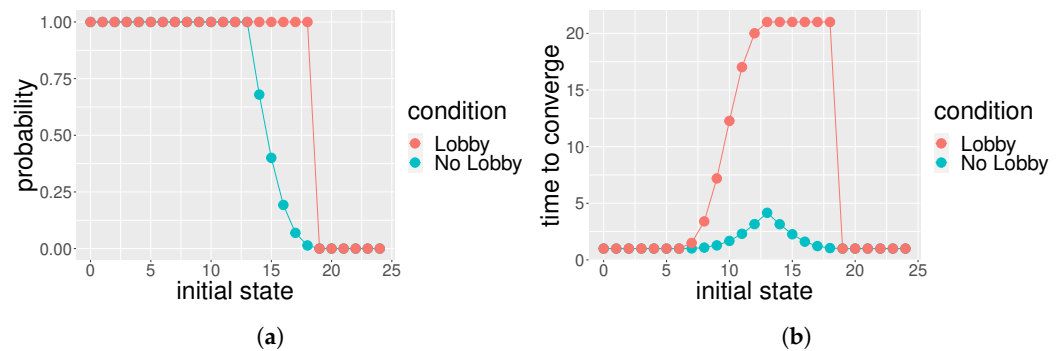 1.00
0.75
0.50
0.25
0.00
probability
0 5 10 15 20 25
initial state
condition
Lobby
No Lobby
(a)
20
15
10
5
0
time to converge
0 5 10 15 20 25
initial state
condition
Lobby
No Lobby
(b)